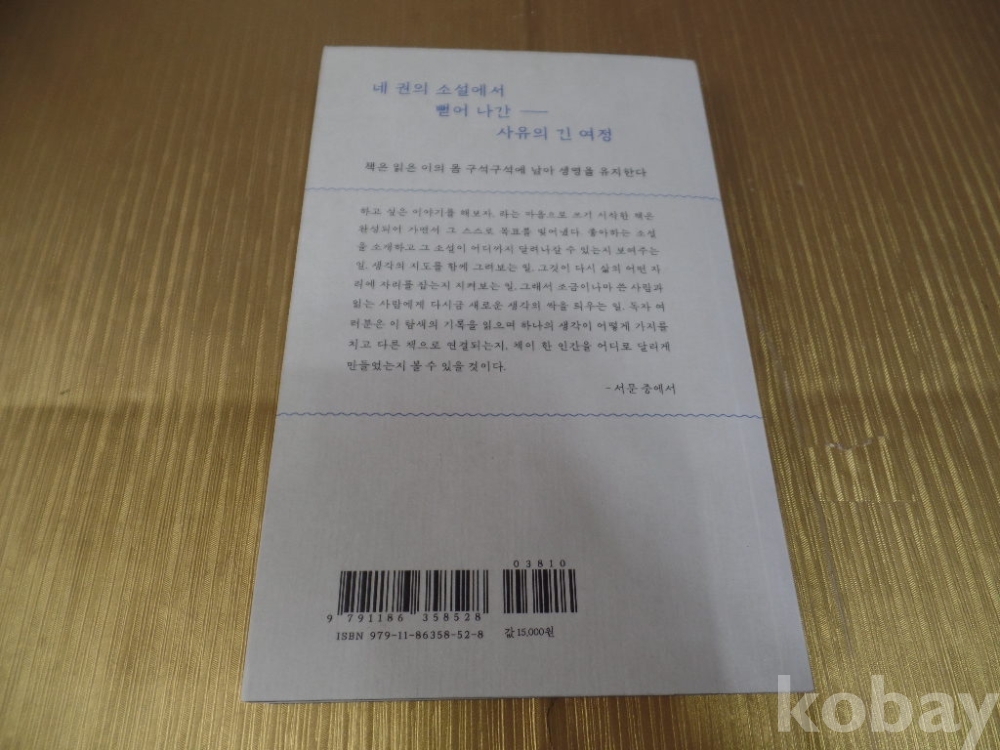 네 권의 소설에서
뻗어 나간 ——
사유의 긴 여정
책은 읽은 이의 몸 구석구석에 남아 생명을 유지한다
하고 싶은 이야기를 해보자, 라는 마음으로 쓰기 시작한 책은
완성되어 가면서 그 스스로 목표를 빚어냈다. 좋아하는 소설
을 소개하고 그 소설이 어디까지 달려나갈 수 있는지 보여주는
일, 생각의 지도를 함께 그려보는 일, 그것이 다시 삶의 어떤 자
리에 자리를 잡는지 지켜보는 일, 그래서 조금이나마 쓴 사람과
읽는 사람에게 다시금 새로운 생각의 싹을 틔우는 일. 독자 여
러분은 이 탐색의 기록을 읽으며 하나의 생각이 어떻게 가지를
치고 다른 책으로 연결되는지, 책이 한 인간을 어디로 달리게
만들었는지 볼 수 있을 것이다.
- 서문 중에서
03810
9 791186 358528
ISBN 979-11-86358-52-8 값 15,000원
kobay